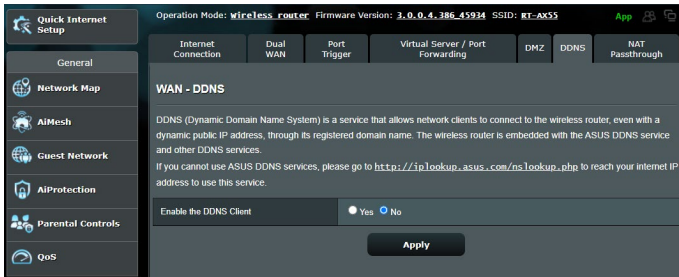 Quick Internet
Setup
Operation Mode: Wireless router Firmware Version: 3.0.0.4.386_45934 SSID: RT-AX55
App
General
Internet
Connection
Dual
WAN
Port
Trigger
Virtual Server / Port
Forwarding
DMZ
DDNS
NAT
Passthrough
Network Map
AiMesh
Guest Network
AiProtection
Parental Controls
QoS
WAN - DDNS
DDNS (Dynamic Domain Name System) is a service that allows network clients to connect to the wireless router, even with a
dynamic public IP address, through its registered domain name. The wireless router is embedded with the ASUS DDNS service
and other DDNS services.
If you cannot use ASUS DDNS services, please go to http://iplookup.asus.com/nslookup.php to reach your internet IP
address to use this service.
Enable the DDNS Client
Yes No
Apply